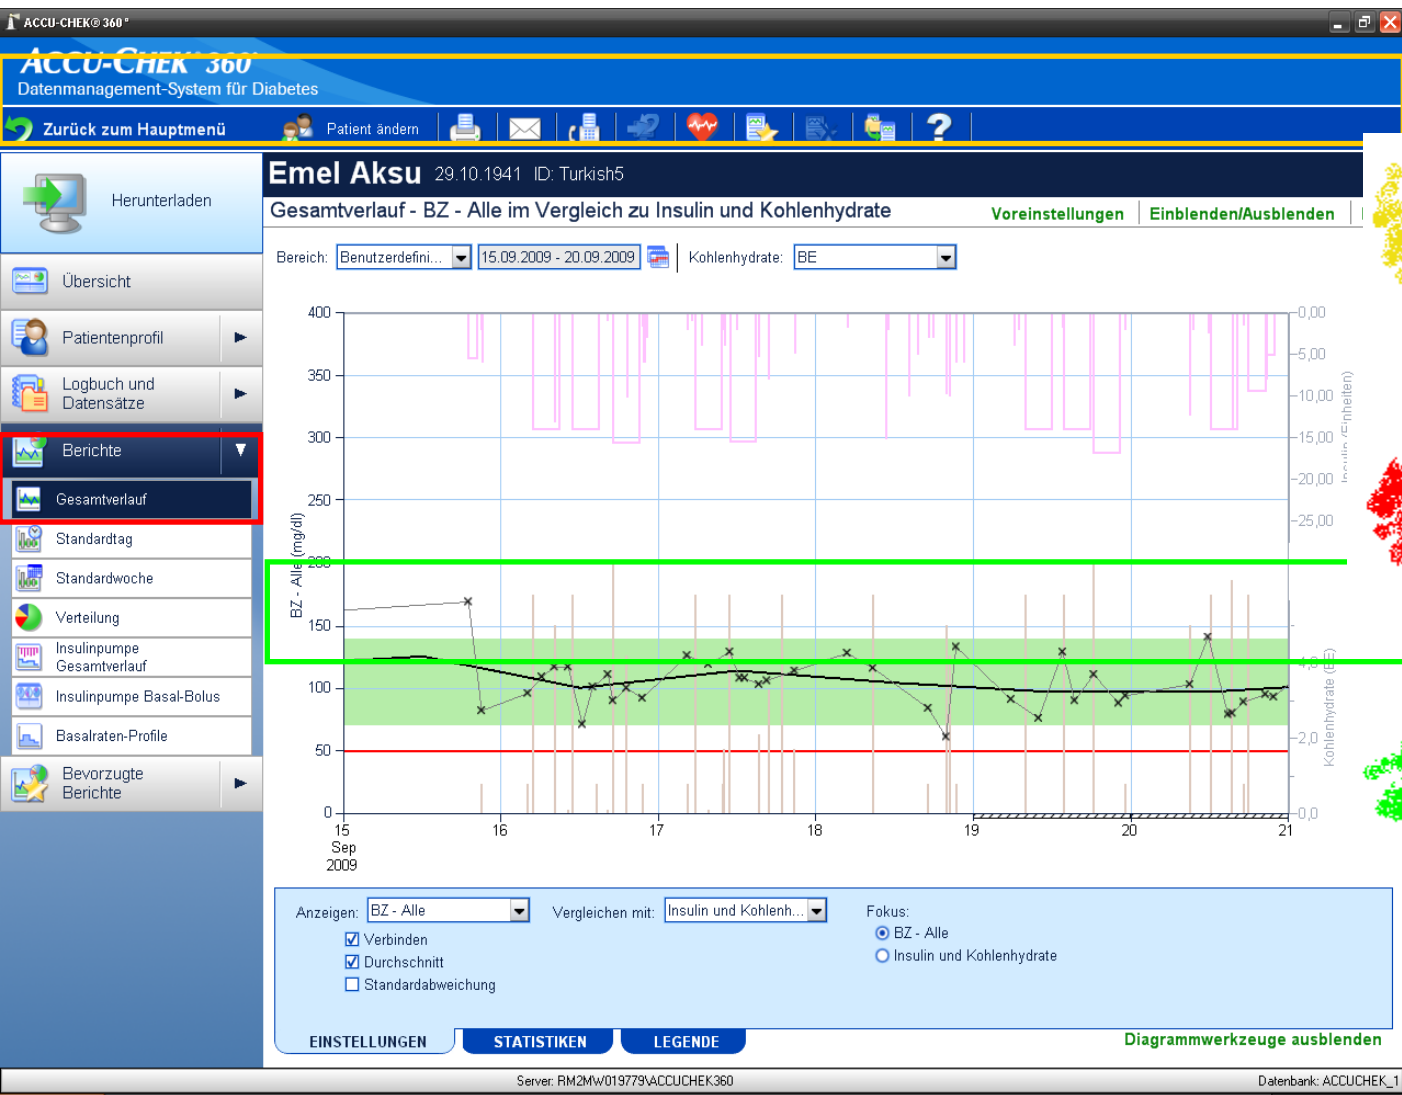 ACCU-CHEK® 360°
ACCU-CHEK® 360°
Datenmanagement-System für Diabetes
Zurück zum Hauptmenü
Patient ändern
?
Herunterladen
Übersicht
Patientenprofil
Logbuch und
Datensätze
Berichte
Gesamtverlauf
Standardtag
Standardwoche
Verteilung
Insulinpumpe
Gesamtverlauf
Insulinpumpe Basal-Bolus
Basalraten-Profile
Bevorzugte
Berichte
Emel Aksu 29.10.1941 ID: Turkish5
Gesamtverlauf - BZ - Alle im Vergleich zu Insulin und Kohlenhydrate
Voreinstellungen Einblenden/Ausblenden
Bereich: Benutzerdefini... 15.09.2009 - 20.09.2009 Kohlenhydrate: BE
BZ - Alle (mg/dl)
400
350
300
250
200
150
100
50
0
0,00
5,00
10,00
15,00
20,00
25,00
Insulin (Einheiten)
4,0
2,0
0,0
Kohlenhydrate (BE)
15 16 17 18 19 20 21
Sep
2009
Anzeigen: BZ - Alle Vergleichen mit: Insulin und Kohlenh... Fokus:
Verbinden
Durchschnitt
Standardabweichung
BZ - Alle
Insulin und Kohlenhydrate
EINSTELLUNGEN STATISTIKEN LEGENDE
Diagrammwerkzeuge ausblenden
Server: RM2MW019779\ACCUCHEK360
Datenbank: ACCUCHEK_1